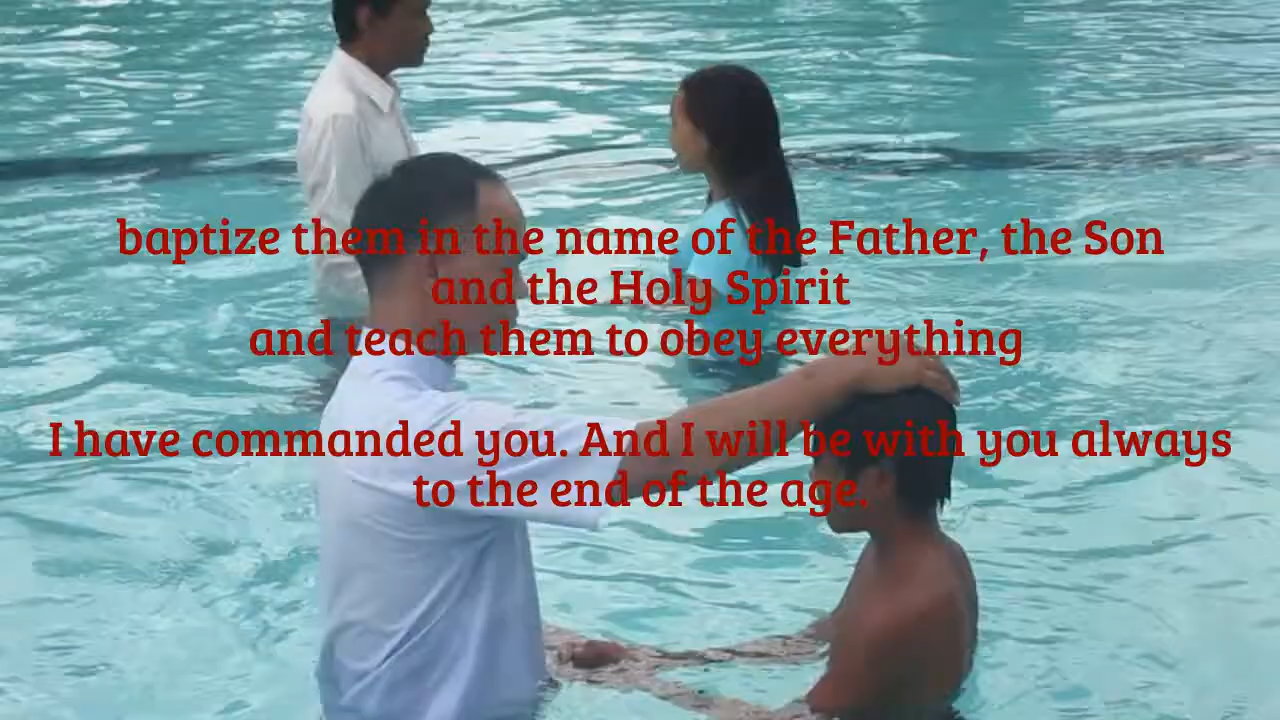 baptize them in the name of the Father, the Son
and the Holy Spirit
and teach them to obey everything
I have commanded you. And I will be with you always
to the end of the age.